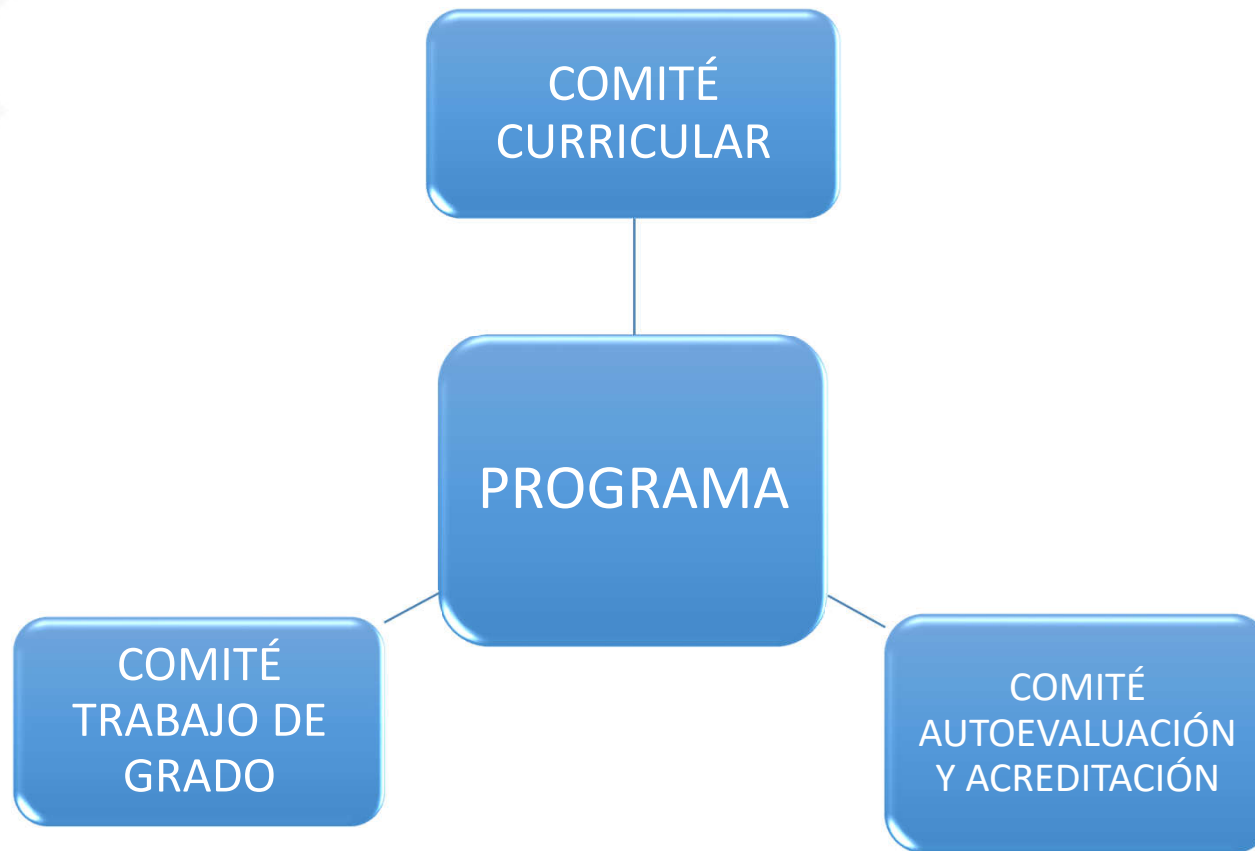 COMITÉ
CURRICULAR
PROGRAMA
COMITÉ
TRABAJO DE
GRADO
COMITÉ
AUTOEVALUACIÓN
Y ACREDITACIÓN